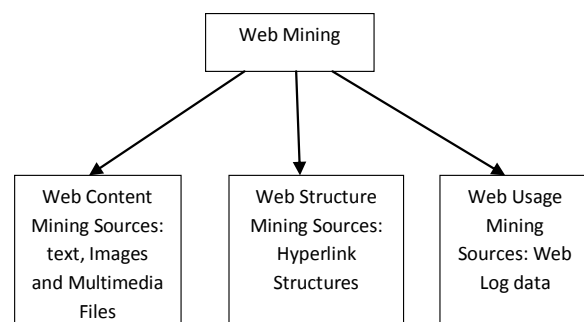 Web Mining
Web Content
Mining Sources:
text, Images
and Multimedia
Files
Web Structure
Mining Sources:
Hyperlink
Structures
Web Usage
Mining
Sources: Web
Log data